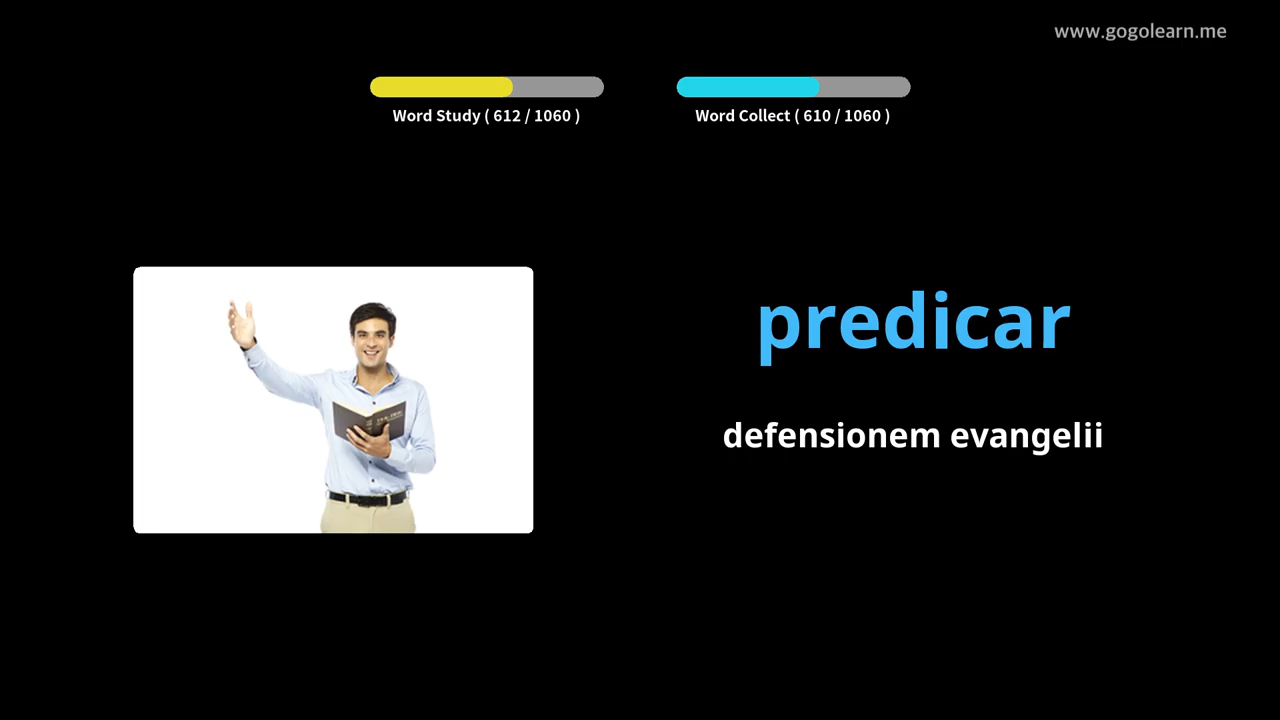 www.gogolearn.me
Word Study ( 612 / 1060 )
Word Collect ( 610 / 1060 )
predicar
defensionem evangelii